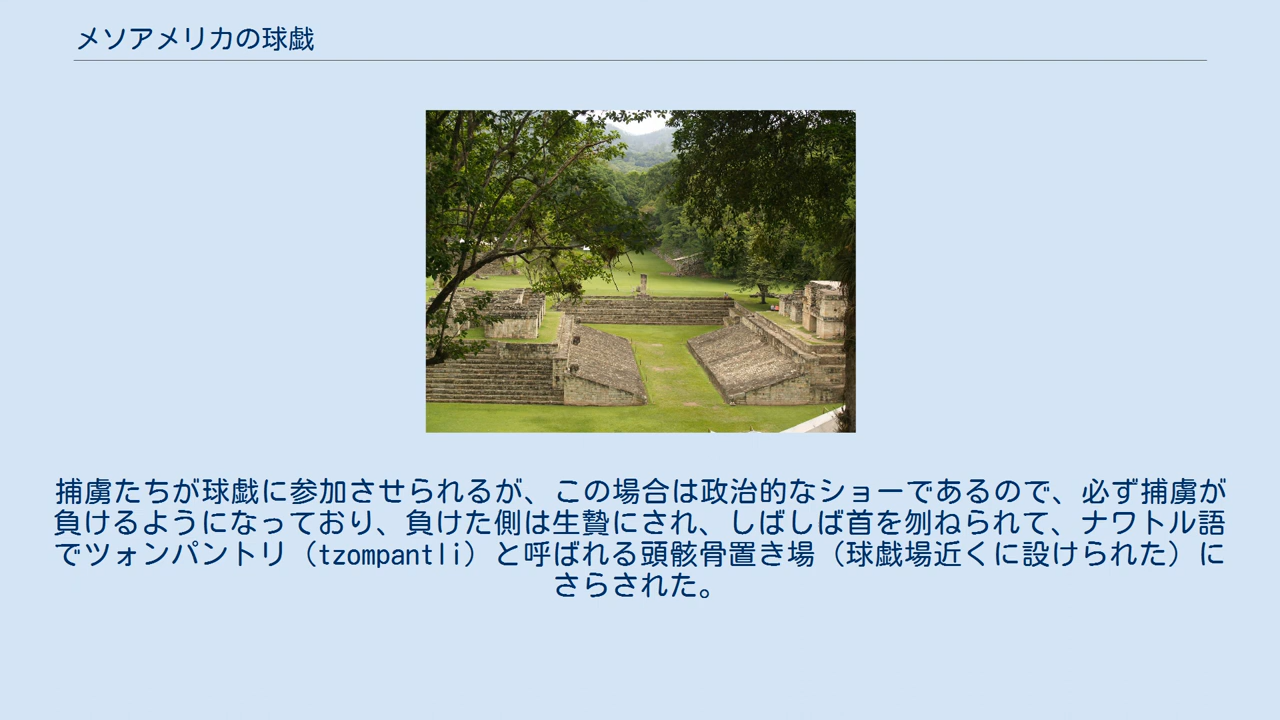 メソアメリカの球戯
捕虜たちが球戯に参加させられるが、この場合は政治的なショーであるので、必ず捕虜が
負けるようになっており、負けた側は生贄にされ、しばしば首を刎ねられて、ナワトル語
でツォンパントリ（tzompantli）と呼ばれる頭骸骨置き場（球戯場近くに設けられた）に
さらされた。